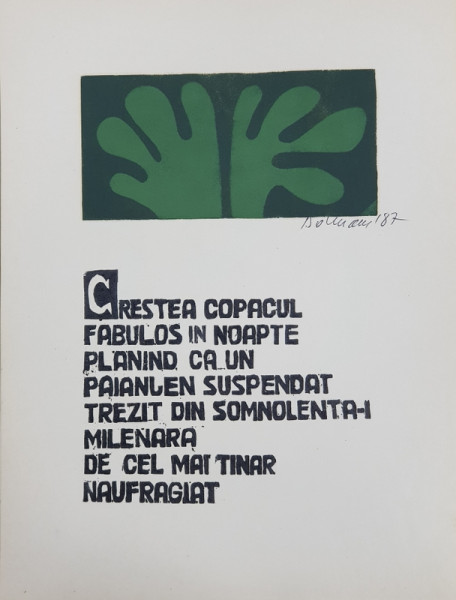 '87
CRESTEA COPACUL
FABULOS IN NOAPTE
PLANIND CA UN
PAIANJEN SUSPENDAT
TREZIT DIN SOMNOLENTA-I
MILENARA
DE CEL MAI TINAR
NAUFRAGIAT